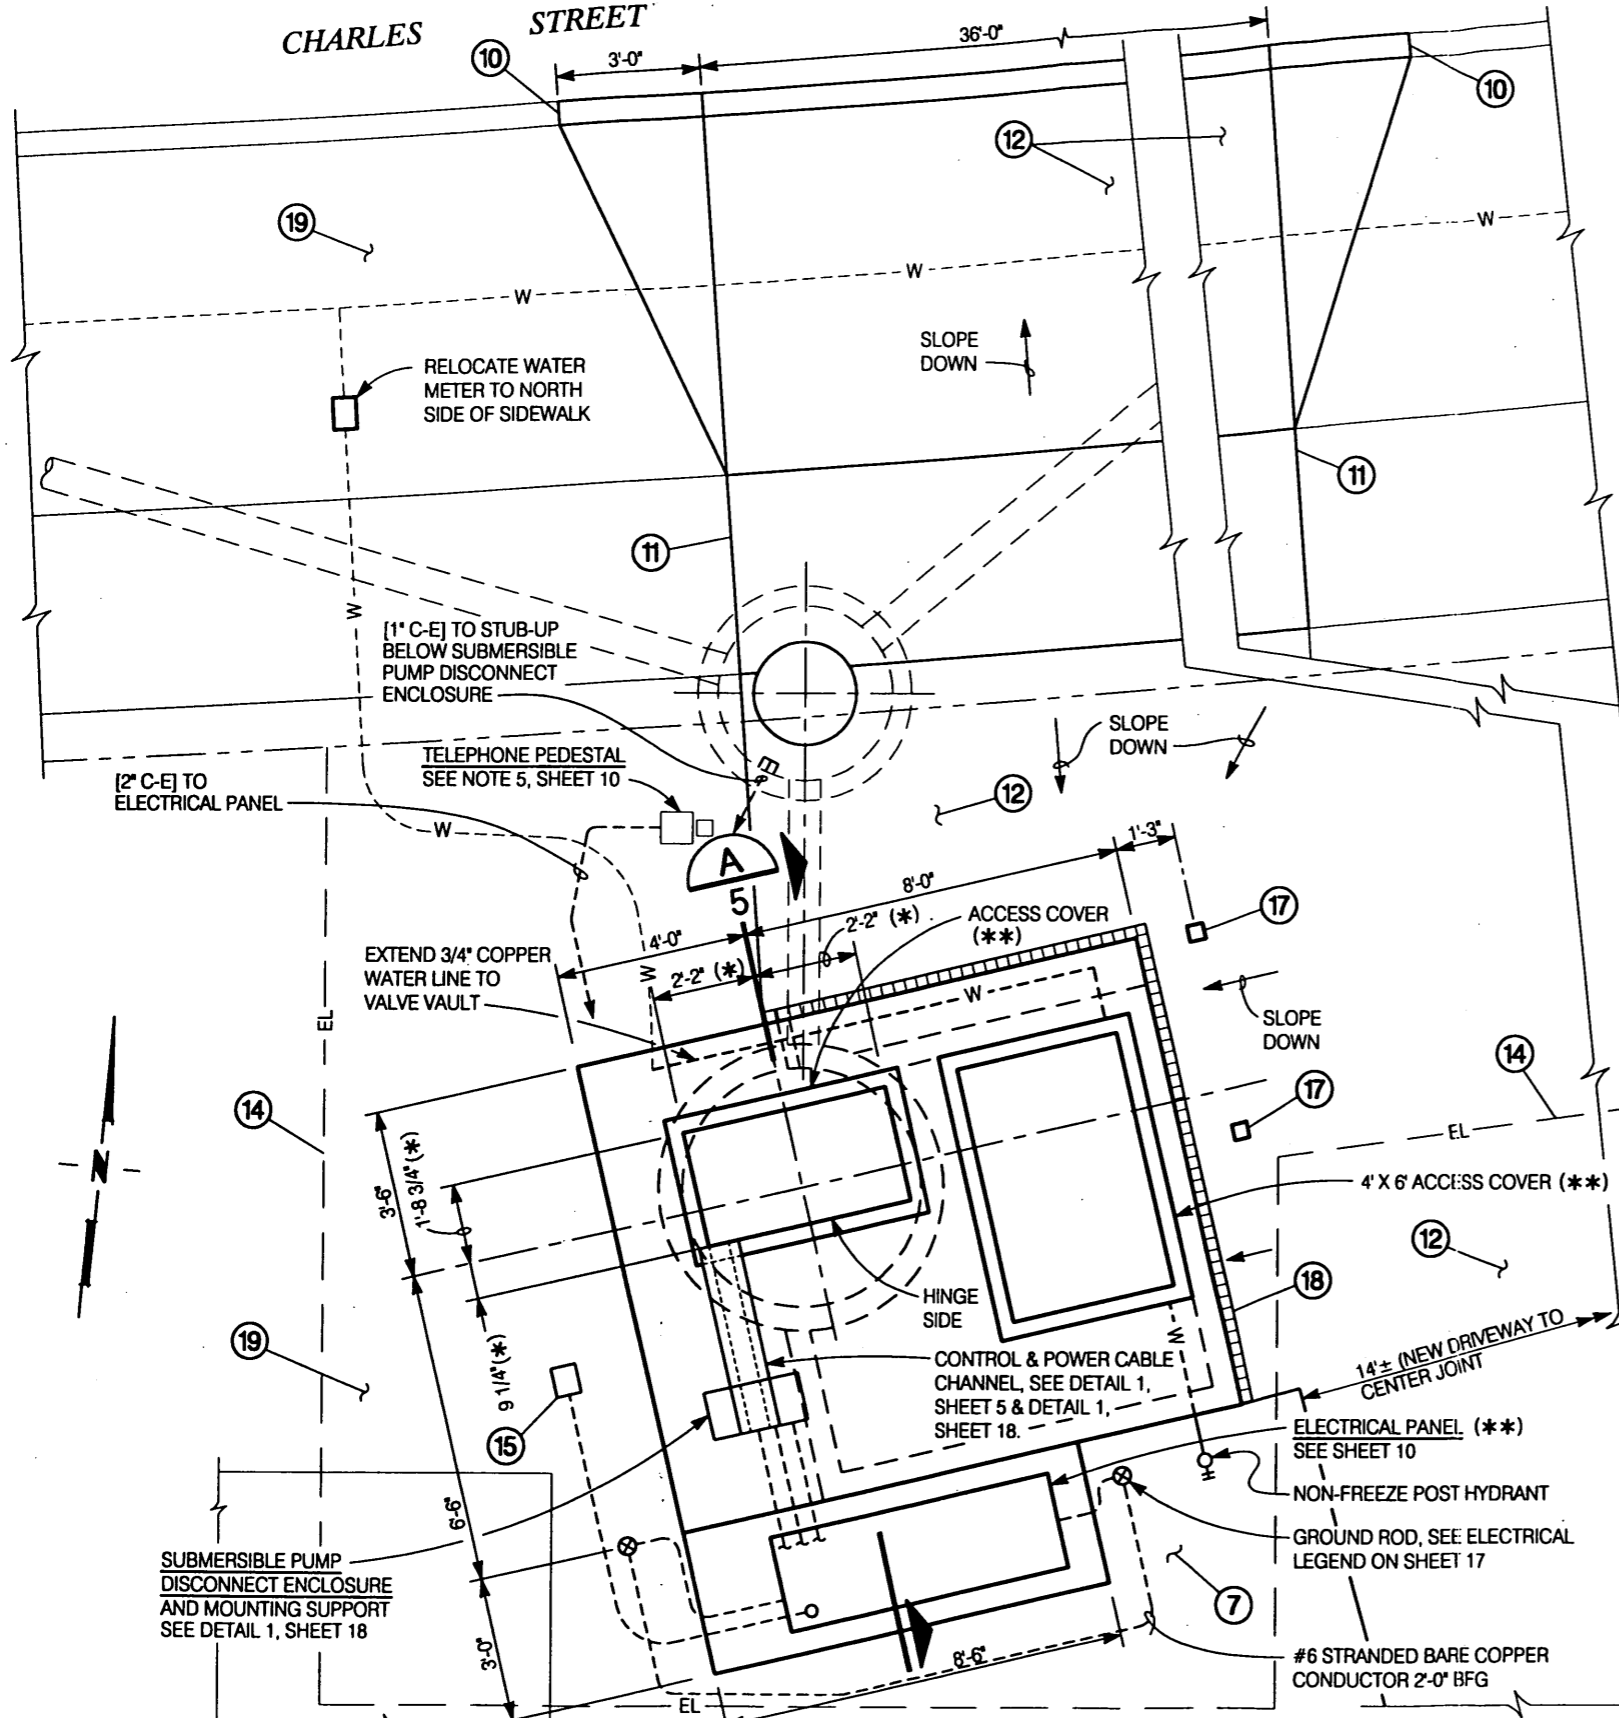 CHARLES STREET
10
3'-0"
36'-0"
10
12
19
W
W
W
SLOPE
DOWN
RELOCATE WATER
METER TO NORTH
SIDE OF SIDEWALK
11
11
W
[1" C-E] TO STUB-UP
BELOW SUBMERSIBLE
PUMP DISCONNECT
ENCLOSURE
SLOPE
DOWN
TELEPHONE PEDESTAL
SEE NOTE 5, SHEET 10
E
[2" C-E] TO
ELECTRICAL PANEL
12
W
1'-3"
A
5
8'-0"
17
2'-2" (*)
ACCESS COVER
(**)
4'-0"
EXTEND 3/4" COPPER
WATER LINE TO
VALVE VAULT
W
2'-2" (*)
W
EL
SLOPE
DOWN
14
17
14
EL
N
3'-6"
1'-8 3/4" (*)
4' X 6' ACCESS COVER (**)
12
18
HINGE
SIDE
19
9 1/4" (*)
W
14'± (NEW DRIVEWAY TO
CENTER JOINT
CONTROL & POWER CABLE
CHANNEL, SEE DETAIL 1,
SHEET 5 & DETAIL 1,
SHEET 18.
15
ELECTRICAL PANEL (**)
SEE SHEET 10
NON-FREEZE POST HYDRANT
6'-6"
GROUND ROD, SEE ELECTRICAL
LEGEND ON SHEET 17
SUBMERSIBLE PUMP
DISCONNECT ENCLOSURE
AND MOUNTING SUPPORT
SEE DETAIL 1, SHEET 18
7
3'-0"
8'-6"
#6 STRANDED BARE COPPER
CONDUCTOR 2'-0" BFG
EL